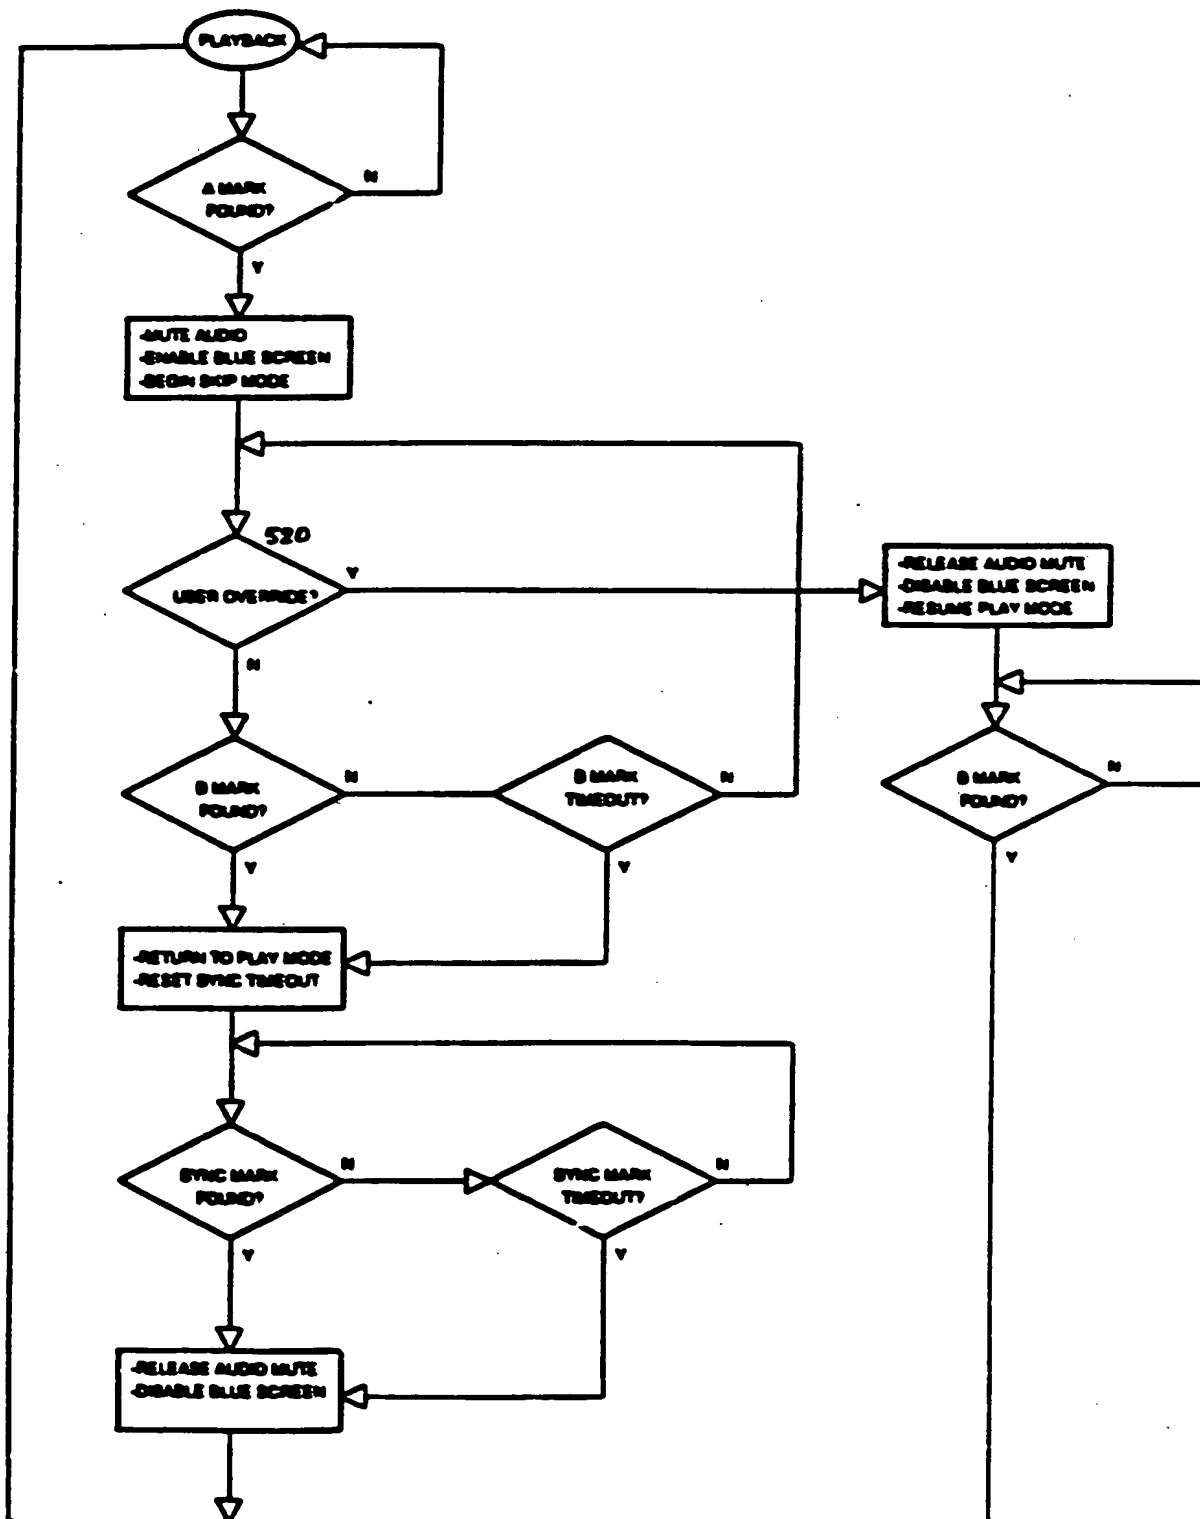 PLAYBACK
A MARK
FOUND?
N
Y
-MUTE AUDIO
-ENABLE BLUE SCREEN
-BEGIN SKIP MODE
520
USER OVERRIDE?
Y
N
-RELEASE AUDIO MUTE
-DISABLE BLUE SCREEN
-RESUME PLAY MODE
B MARK
FOUND?
N
Y
B MARK
TIMEOUT?
N
Y
B MARK
FOUND?
N
Y
-RETURN TO PLAY MODE
-RESET SYNC TIMEOUT
SYNC MARK
FOUND?
N
Y
SYNC MARK
TIMEOUT?
N
Y
-RELEASE AUDIO MUTE
-DISABLE BLUE SCREEN